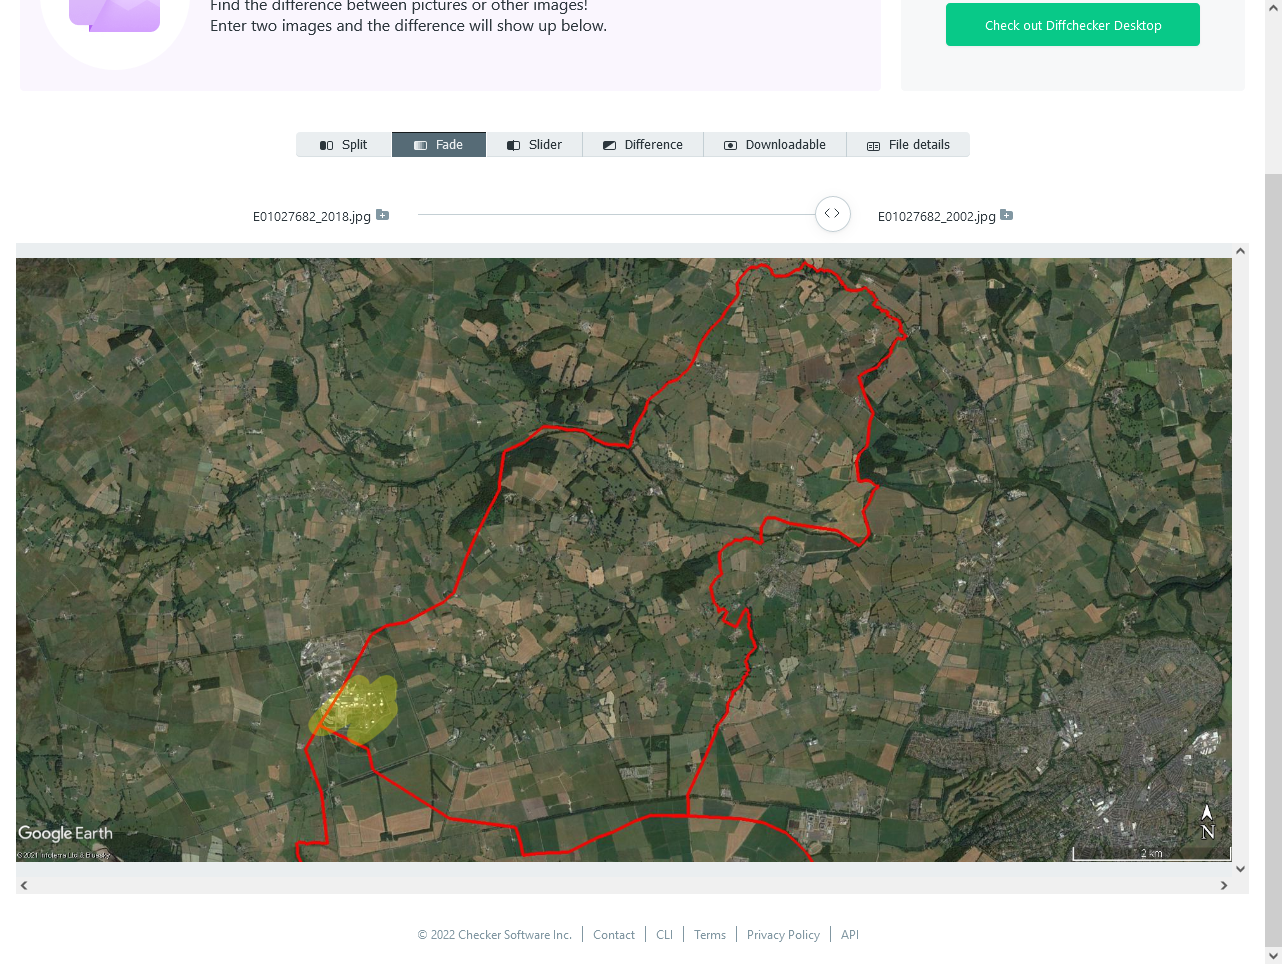 Find the difference between pictures or other images!
Enter two images and the difference will show up below.
Check out Diffchecker Desktop
Split
Fade
Slider
Difference
Downloadable
File details
E01027682_2018.jpg
E01027682_2002.jpg
Google Earth
N
2 km
© 2022 Checker Software Inc.
Contact
CLI
Terms
Privacy Policy
API